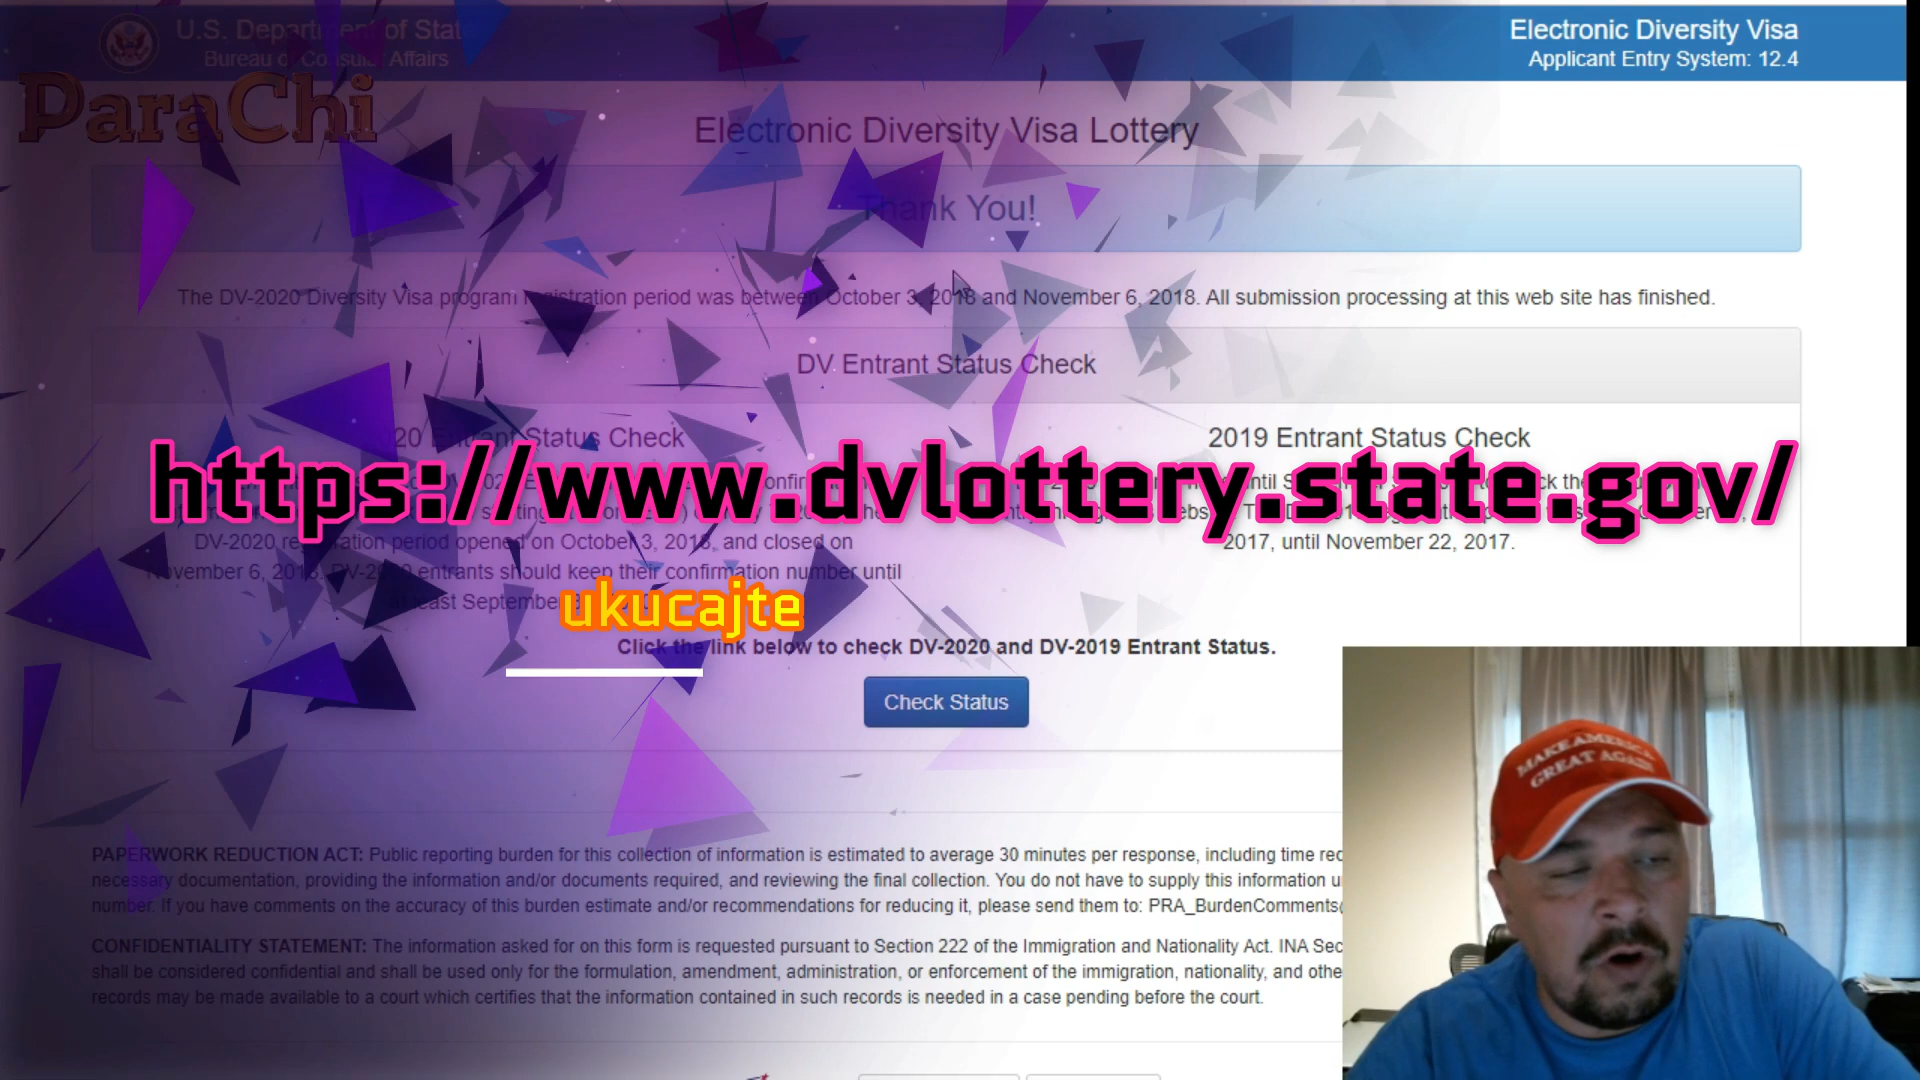 U.S. Department of Stat
Bureau of Consular Affairs
Electronic Diversity Visa
Applicant Entry System: 12.4
ParaChi
Electronic Diversity Visa Lottery
Thank You!
The DV-2020 Diversity Visa program registration period was between October 3, 2018 and November 6, 2018. All submission processing at this web site has finished.
DV Entrant Status Check
20 Entrant Status Check
2019 Entrant Status Check
https://www.dvlottery.state.gov/
DV-2020 registration period opened on October 3, 2018, and closed on
November 6, 2018. DV-2020 entrants should keep their confirmation number until
least September
2017, until November 22, 2017.
ukucajte
Click the link below to check DV-2020 and DV-2019 Entrant Status.
Check Status
MAKE AMERICA
GREAT AGAIN
PAPERWORK REDUCTION ACT: Public reporting burden for this collection of information is estimated to average 30 minutes per response, including time req
necessary documentation, providing the information and/or documents required, and reviewing the final collection. You do not have to supply this information u
number. If you have comments on the accuracy of this burden estimate and/or recommendations for reducing it, please send them to: PRA_BurdenComments
CONFIDENTIALITY STATEMENT: The information asked for on this form is requested pursuant to Section 222 of the Immigration and Nationality Act. INA Sec
shall be considered confidential and shall be used only for the formulation, amendment, administration, or enforcement of the immigration, nationality, and othe
records may be made available to a court which certifies that the information contained in such records is needed in a case pending before the court.